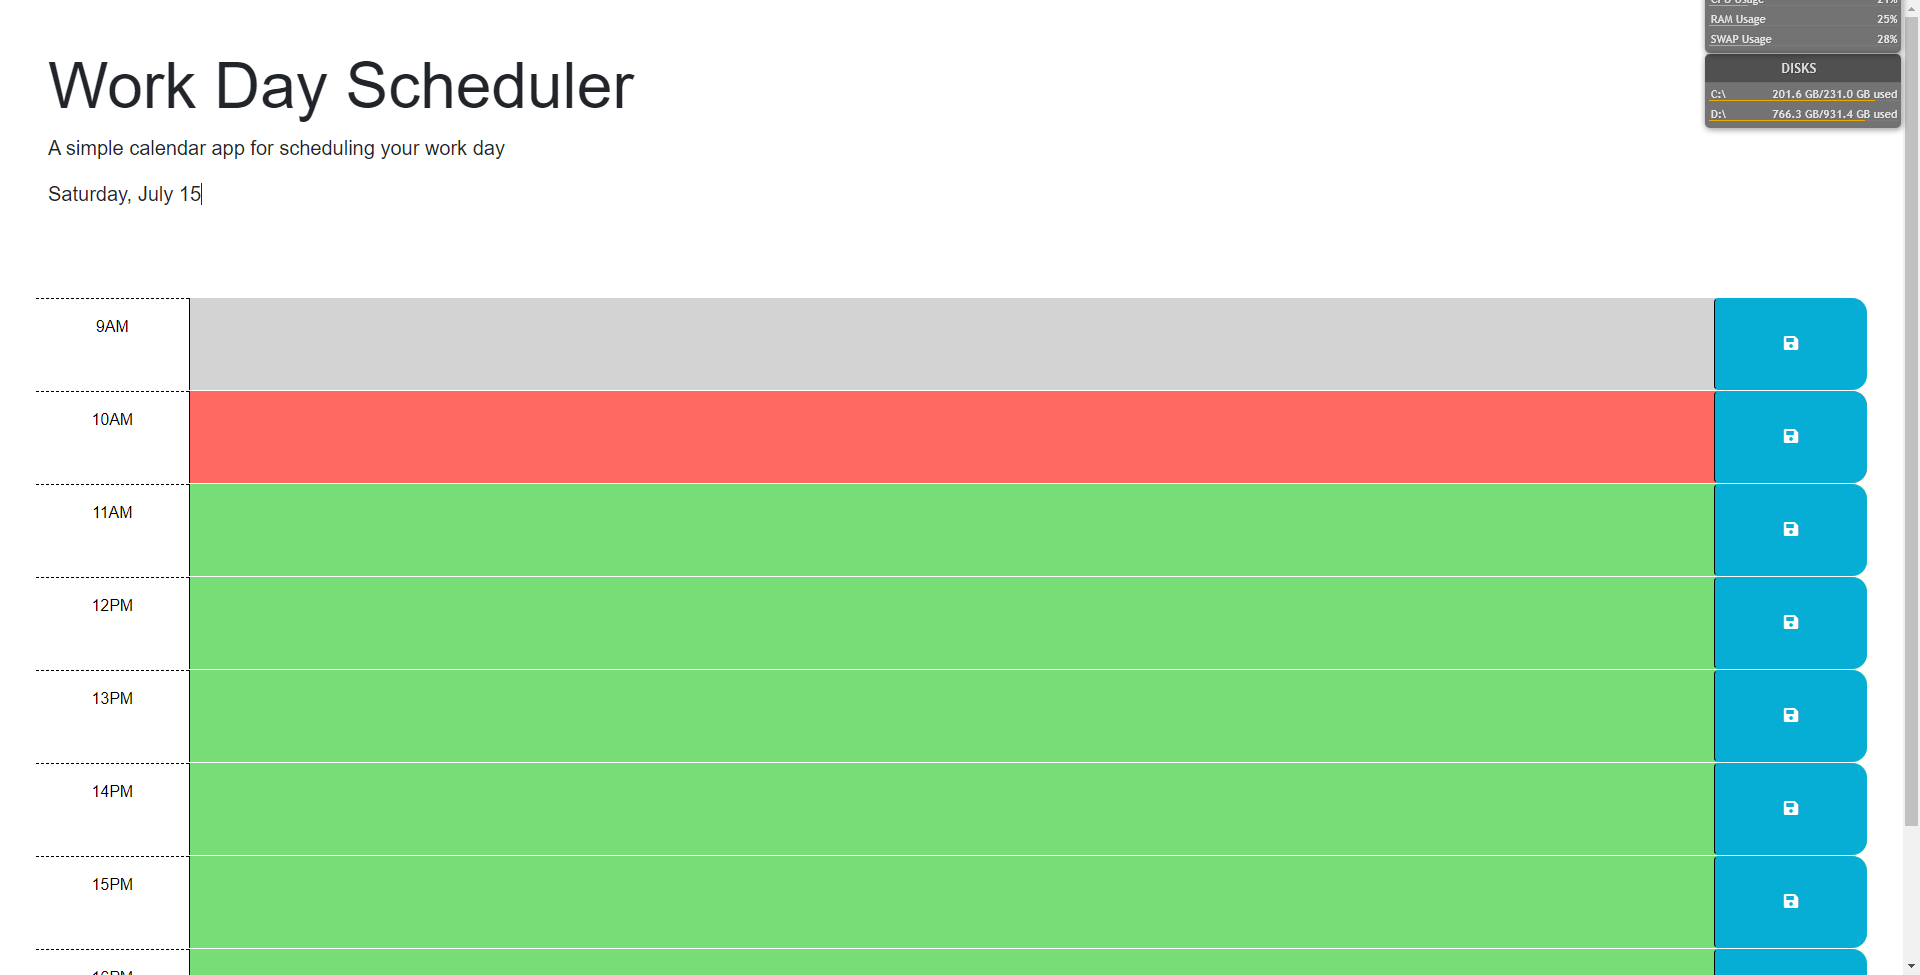 CPU Usage 21%
RAM Usage 25%
SWAP Usage 28%
DISKS
C:\ 201.6 GB/231.0 GB used
D:\ 766.3 GB/931.4 GB used
Work Day Scheduler
A simple calendar app for scheduling your work day
Saturday, July 15
9AM
10AM
11AM
12PM
13PM
14PM
15PM
16PM